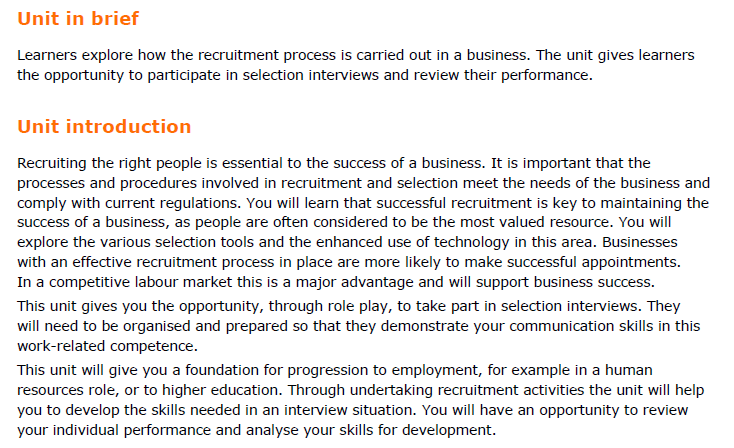 Unit in brief
Learners explore how the recruitment process is carried out in a business. The unit gives learners
the opportunity to participate in selection interviews and review their performance.
Unit introduction
Recruiting the right people is essential to the success of a business. It is important that the
processes and procedures involved in recruitment and selection meet the needs of the business and
comply with current regulations. You will learn that successful recruitment is key to maintaining the
success of a business, as people are often considered to be the most valued resource. You will
explore the various selection tools and the enhanced use of technology in this area. Businesses
with an effective recruitment process in place are more likely to make successful appointments.
In a competitive labour market this is a major advantage and will support business success.
This unit gives you the opportunity, through role play, to take part in selection interviews. They
will need to be organised and prepared so that they demonstrate your communication skills in this
work-related competence.
This unit will give you a foundation for progression to employment, for example in a human
resources role, or to higher education. Through undertaking recruitment activities the unit will help
you to develop the skills needed in an interview situation. You will have an opportunity to review
your individual performance and analyse your skills for development.